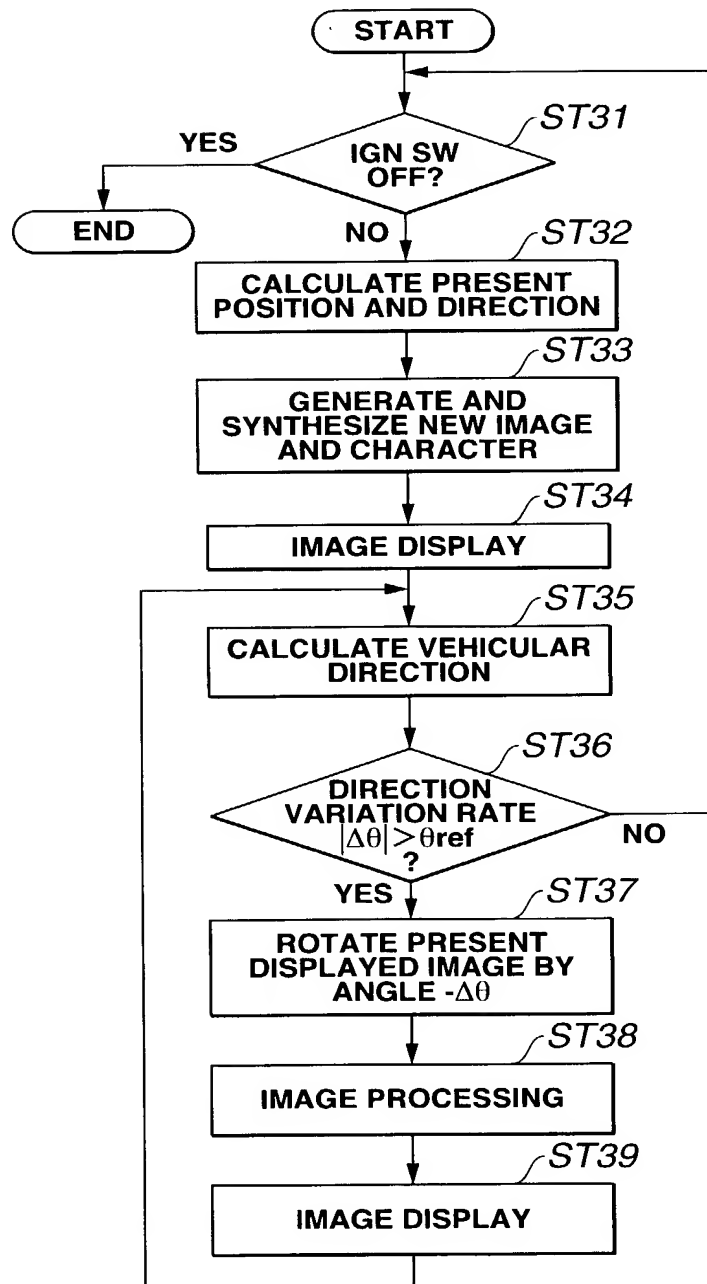 START
ST31
YES
IGN SW
OFF?
END
NO
ST32
CALCULATE PRESENT
POSITION AND DIRECTION
ST33
GENERATE AND
SYNTHESIZE NEW IMAGE
AND CHARACTER
ST34
IMAGE DISPLAY
ST35
CALCULATE VEHICULAR
DIRECTION
ST36
DIRECTION
VARIATION RATE
|Δθ|>θref
?
NO
YES
ST37
ROTATE PRESENT
DISPLAYED IMAGE BY
ANGLE -Δθ
ST38
IMAGE PROCESSING
ST39
IMAGE DISPLAY